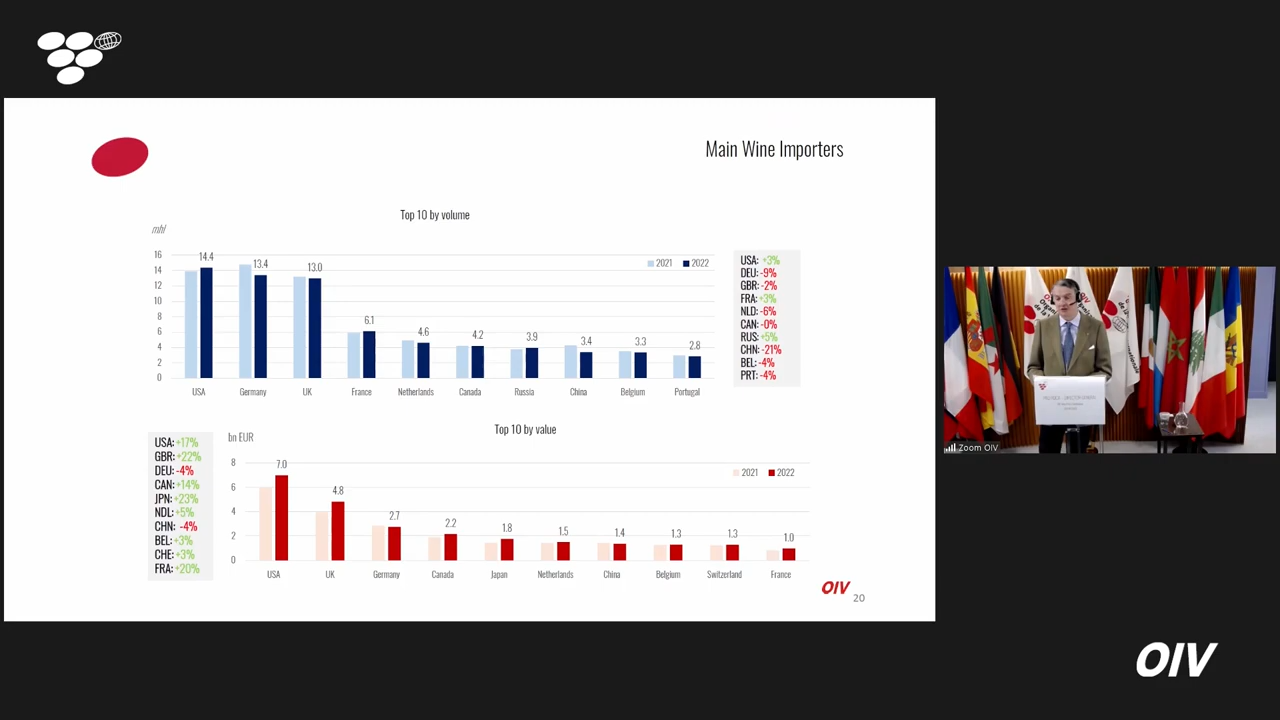 Main Wine Importers
Top 10 by volume
mhl
16
14
12
10
8
6
4
2
0
14.4
13.4
13.0
6.1
4.6
4.2
3.9
3.4
3.3
2.8
2021
2022
USA
Germany
UK
France
Netherlands
Canada
Russia
China
Belgium
Portugal
USA: +3%
DEU: -9%
GBR: -2%
FRA: +3%
NLD: -6%
CAN: -0%
RUS: +5%
CHN: -21%
BEL: -4%
PRT: -4%
USA: +17%
GBR: +22%
DEU: -4%
CAN: +14%
JPN: +23%
NDL: +5%
CHN: -4%
BEL: +3%
CHE: +3%
FRA: +20%
Top 10 by value
bn EUR
8
6
4
2
0
7.0
4.8
2.7
2.2
1.8
1.5
1.4
1.3
1.3
1.0
2021
2022
USA
UK
Germany
Canada
Japan
Netherlands
China
Belgium
Switzerland
France
OIV
20
Zoom OIV
OIV